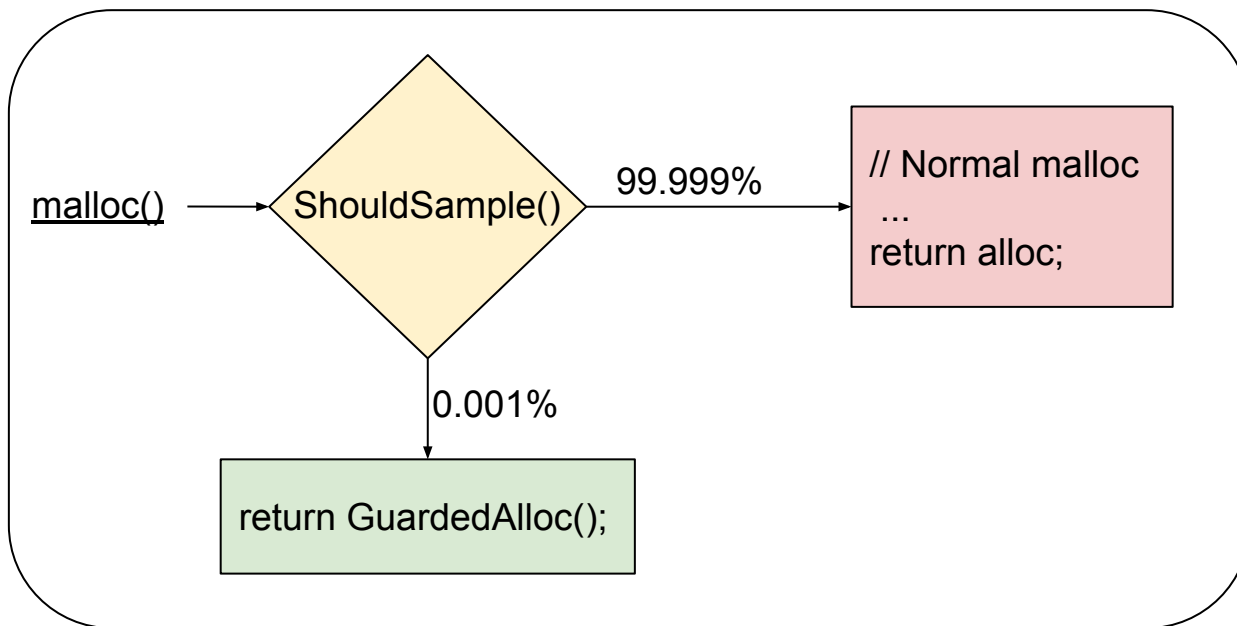 malloc()
ShouldSample()
99.999%
// Normal malloc
...
return alloc;
0.001%
return GuardedAlloc();